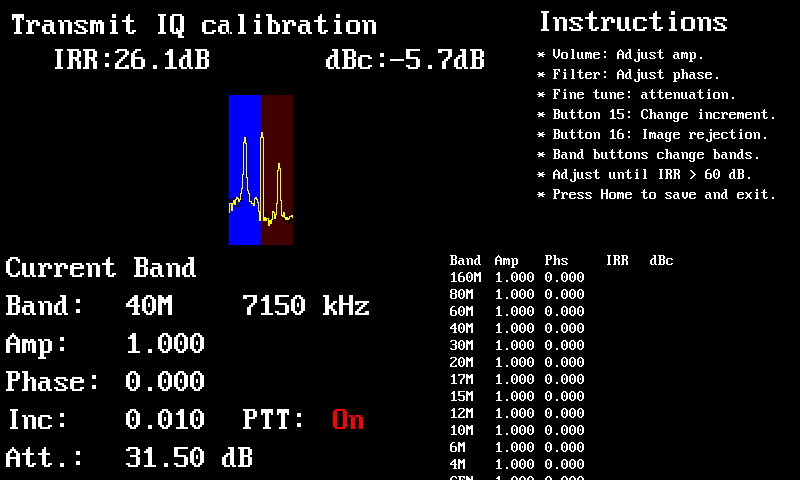 Transmit IQ calibration
IRR:26.1dB dBc:-5.7dB
Instructions
* Volume: Adjust amp.
* Filter: Adjust phase.
* Fine tune: attenuation.
* Button 15: Change increment.
* Button 16: Image rejection.
* Band buttons change bands.
* Adjust until IRR > 60 dB.
* Press Home to save and exit.
Current Band
Band: 40M 7150 kHz
Amp: 1.000
Phase: 0.000
Inc: 0.010 PTT: On
Att.: 31.50 dB
Band Amp Phs IRR dBc
160M 1.000 0.000
80M 1.000 0.000
60M 1.000 0.000
40M 1.000 0.000
30M 1.000 0.000
20M 1.000 0.000
17M 1.000 0.000
15M 1.000 0.000
12M 1.000 0.000
10M 1.000 0.000
6M 1.000 0.000
4M 1.000 0.000